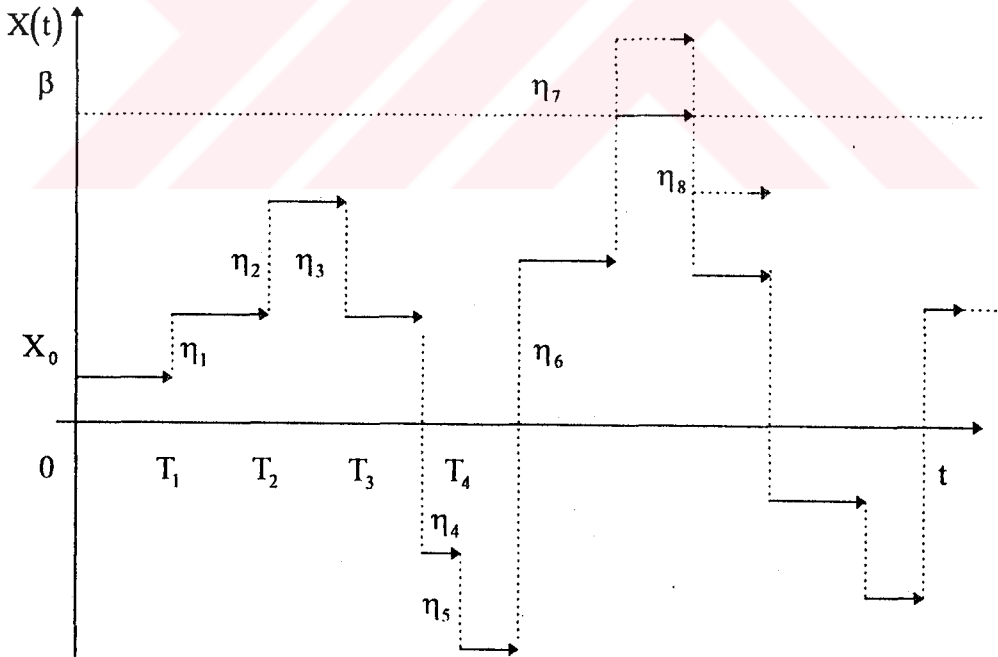 X(t)
β
η₇
η₈
η₂ η₃
X₀ η₁ η₆
0 T₁ T₂ T₃ T₄ t
η₄
η₅